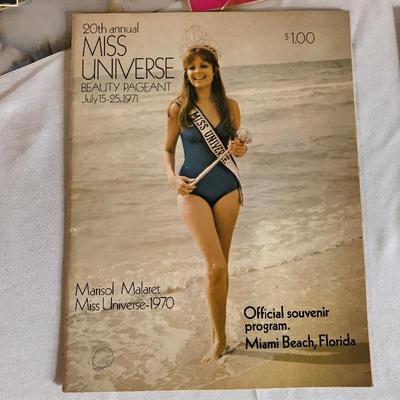 20th annual
MISS
UNIVERSE
BEAUTY PAGEANT
July 15-25, 1971
$1.00
MISS UNIVERSE
Marisol Malaret
Miss Universe-1970
Official souvenir
program.
Miami Beach, Florida